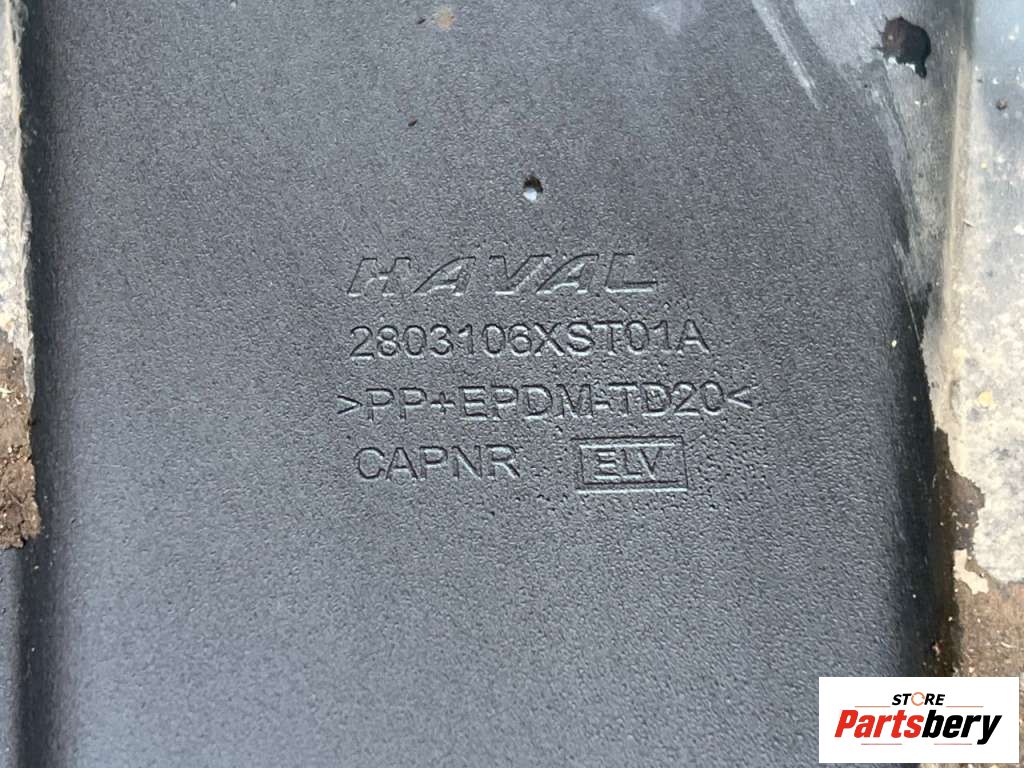 HAVAL
2803106XST01A
>PP+EPDM-TD20<
CAPNR ELV
STORE
Partsbery